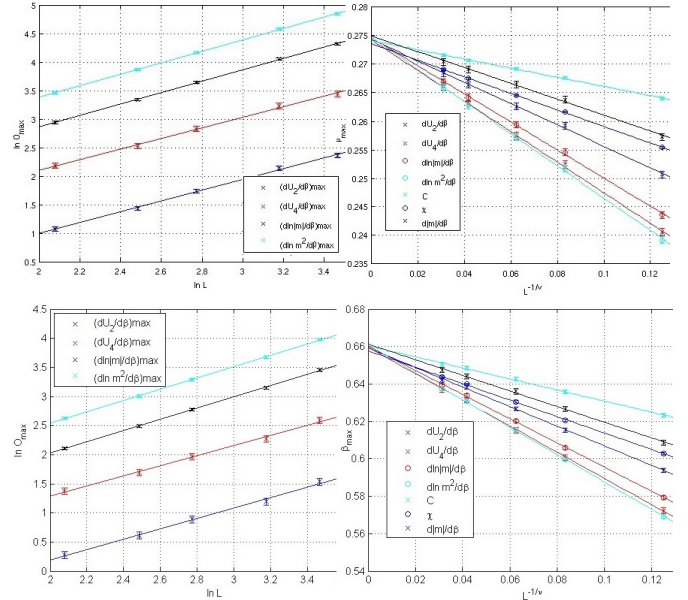 5
4.5
4
3.5
3
2.5
2
1.5
1
0.5
ln O_max
2 2.2 2.4 2.6 2.8 3 3.2 3.4
ln L
(dU_2/dβ)max
(dU_4/dβ)max
(dln|m|/dβ)max
(dln m^2/dβ)max
0.28
0.275
0.27
0.265
0.26
0.255
0.25
0.245
0.24
0.235
0 0.02 0.04 0.06 0.08 0.1 0.12
L^-1/ν
dU_2/dβ
dU_4/dβ
dln|m|/dβ
dln m^2/dβ
C
χ
d|m|/dβ
4.5
4
3.5
3
2.5
2
1.5
1
0.5
0
ln O_max
2 2.2 2.4 2.6 2.8 3 3.2 3.4
ln L
(dU_2/dβ)max
(dU_4/dβ)max
(dln|m|/dβ)max
(dln m^2/dβ)max
0.68
0.66
0.64
0.62
0.6
0.58
0.56
0.54
β_max
0 0.02 0.04 0.06 0.08 0.1 0.12
L^-1/ν
dU_2/dβ
dU_4/dβ
dln|m|/dβ
dln m^2/dβ
C
χ
d|m|/dβ